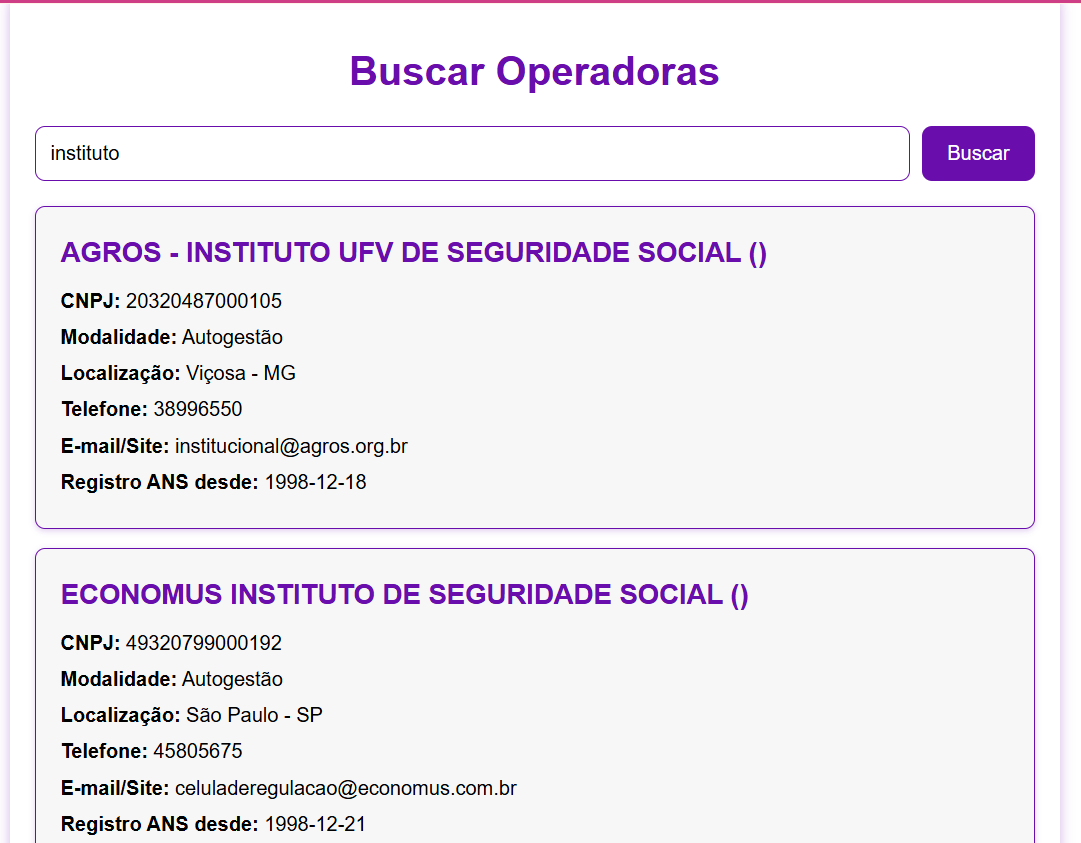 Buscar Operadoras
instituto
Buscar
AGROS - INSTITUTO UFV DE SEGURIDADE SOCIAL ()
CNPJ: 20320487000105
Modalidade: Autogestão
Localização: Viçosa - MG
Telefone: 38996550
E-mail/Site: institucional@agros.org.br
Registro ANS desde: 1998-12-18
ECONOMUS INSTITUTO DE SEGURIDADE SOCIAL ()
CNPJ: 49320799000192
Modalidade: Autogestão
Localização: São Paulo - SP
Telefone: 45805675
E-mail/Site: celuladeregulacao@economus.com.br
Registro ANS desde: 1998-12-21